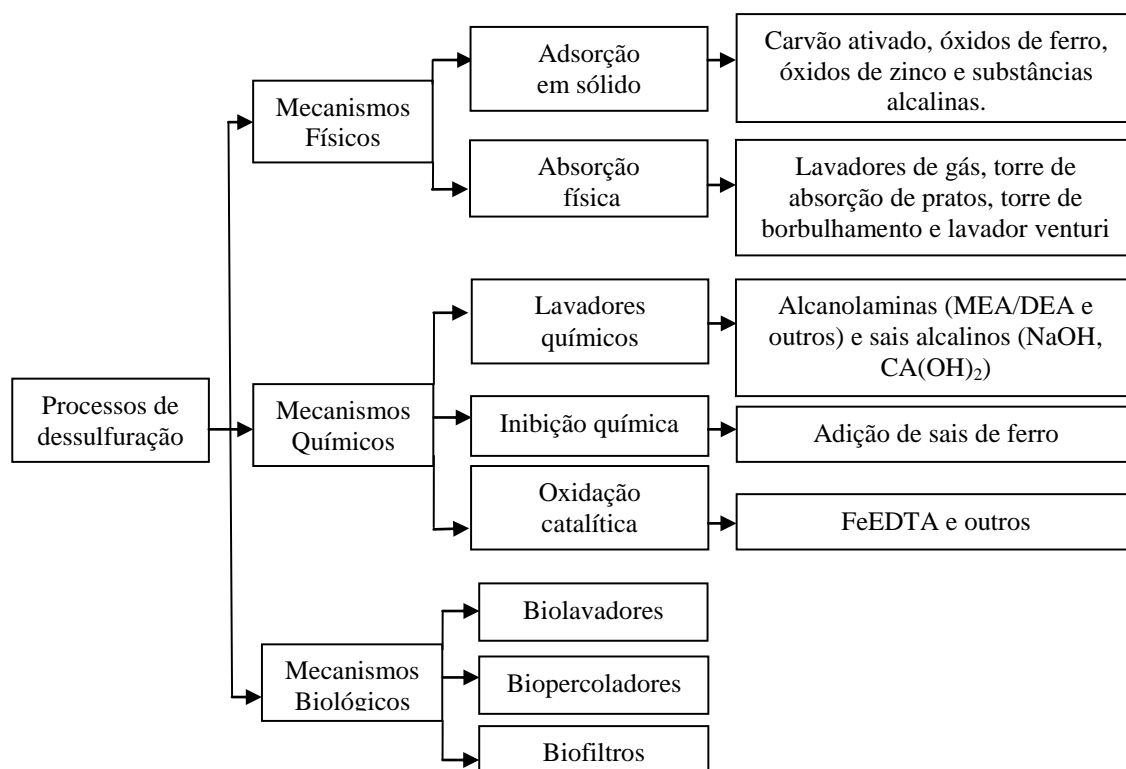 Processos de
dessulfuração
Mecanismos
Físicos
Adsorção
em sólido
Carvão ativado, óxidos de ferro,
óxidos de zinco e substâncias
alcalinas.
Absorção
física
Lavadores de gás, torre de
absorção de pratos, torre de
borbulhamento e lavador venturi
Mecanismos
Químicos
Lavadores
químicos
Alcanolaminas (MEA/DEA e
outros) e sais alcalinos (NaOH,
CA(OH)₂)
Inibição química
Adição de sais de ferro
Oxidação
catalítica
FeEDTA e outros
Mecanismos
Biológicos
Biolavadores
Biopercoladores
Biofiltros